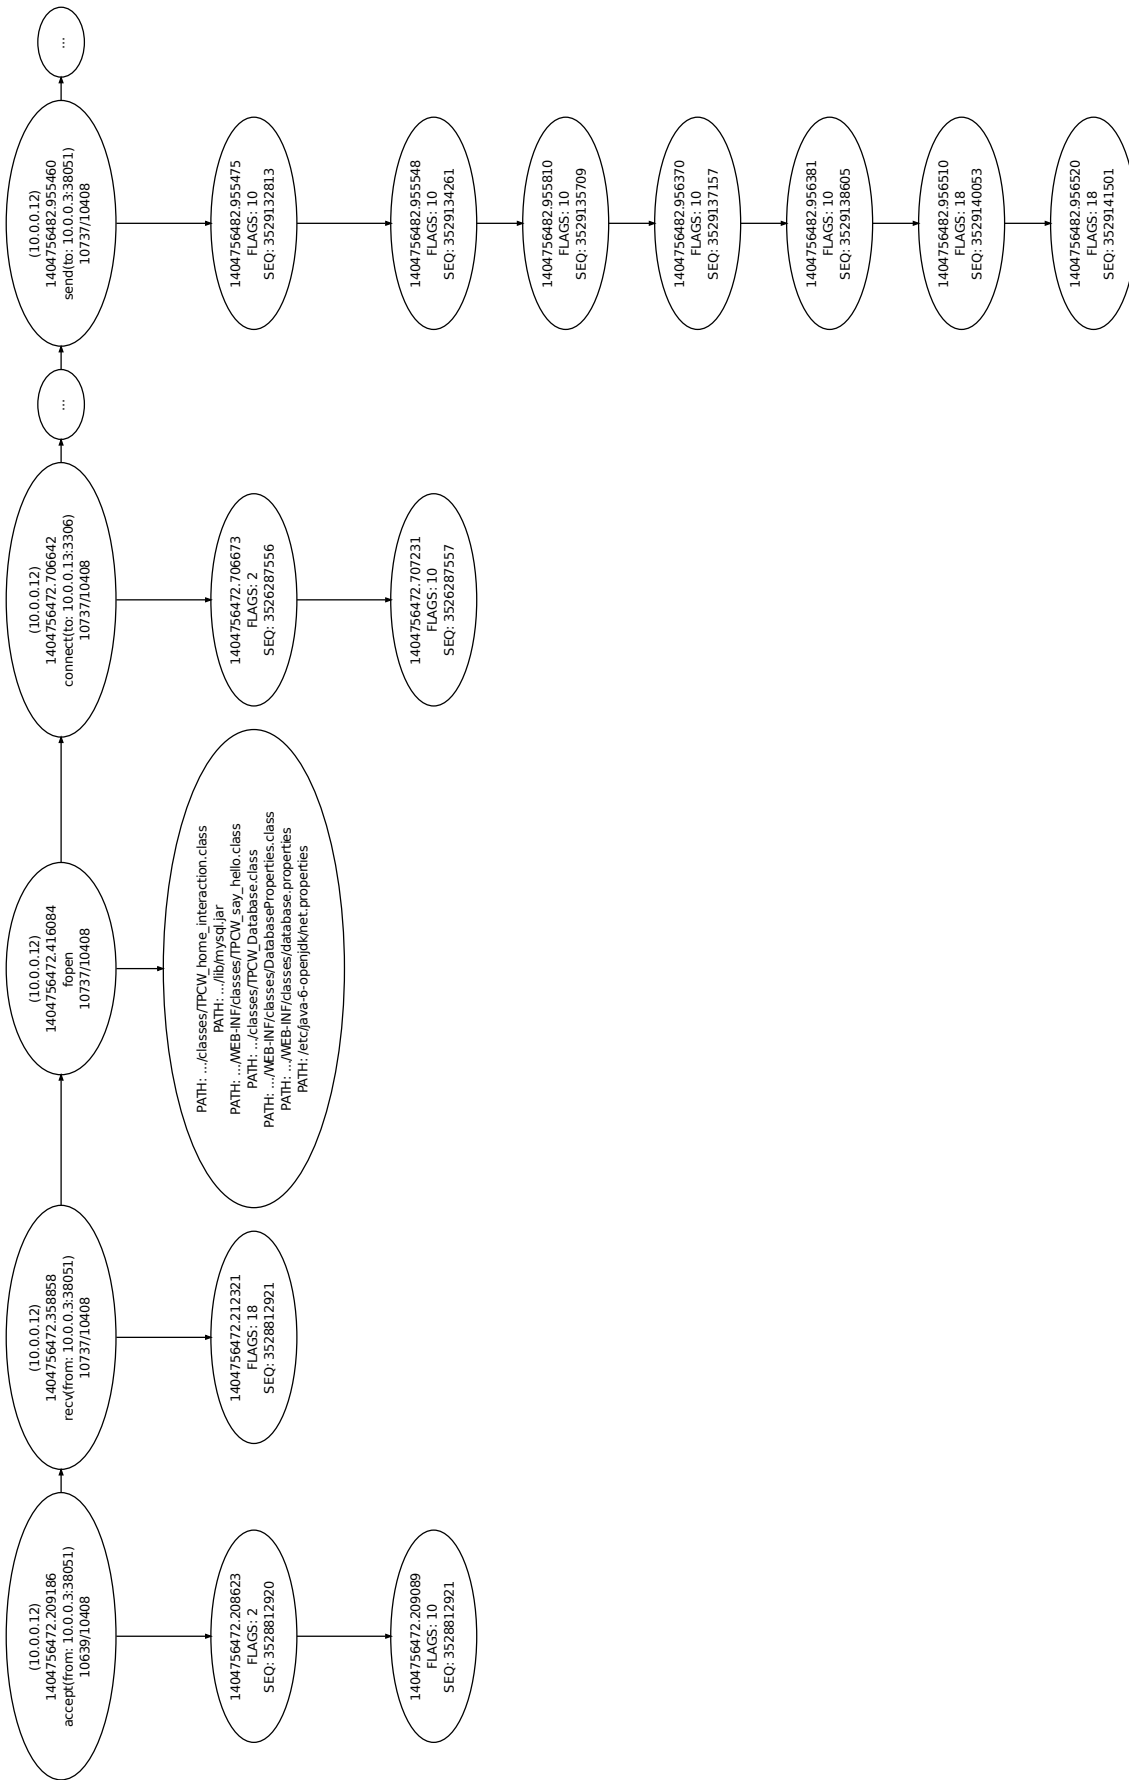 (10.0.0.12)
1404756472.209186
accept(from: 10.0.0.3:38051)
10639/10408
1404756472.208623
FLAGS: 2
SEQ: 3528812920
1404756472.209089
FLAGS: 10
SEQ: 3528812921
(10.0.0.12)
1404756472.358858
recv(from: 10.0.0.3:38051)
10737/10408
1404756472.212321
FLAGS: 18
SEQ: 3528812921
(10.0.0.12)
1404756472.416084
fopen
10737/10408
PATH: .../classes/TPCW_home_interaction.class
PATH: .../lib/mysql.jar
PATH: .../WEB-INF/classes/TPCW_say_hello.class
PATH: .../classes/TPCW_Database.class
PATH: .../WEB-INF/classes/DatabaseProperties.class
PATH: .../WEB-INF/classes/database.properties
PATH: /etc/java-6-openjdk/net.properties
(10.0.0.12)
1404756472.706642
connect(to: 10.0.0.13:3306)
10737/10408
1404756472.706673
FLAGS: 2
SEQ: 3526287556
1404756472.707231
FLAGS: 10
SEQ: 3526287557
...
(10.0.0.12)
1404756482.955460
send(to: 10.0.0.3:38051)
10737/10408
1404756482.955475
FLAGS: 10
SEQ: 3529132813
1404756482.955548
FLAGS: 10
SEQ: 3529134261
1404756482.955810
FLAGS: 10
SEQ: 3529135709
1404756482.956370
FLAGS: 10
SEQ: 3529137157
1404756482.956381
FLAGS: 10
SEQ: 3529138605
1404756482.956510
FLAGS: 18
SEQ: 3529140053
1404756482.956520
FLAGS: 18
SEQ: 3529141501
...